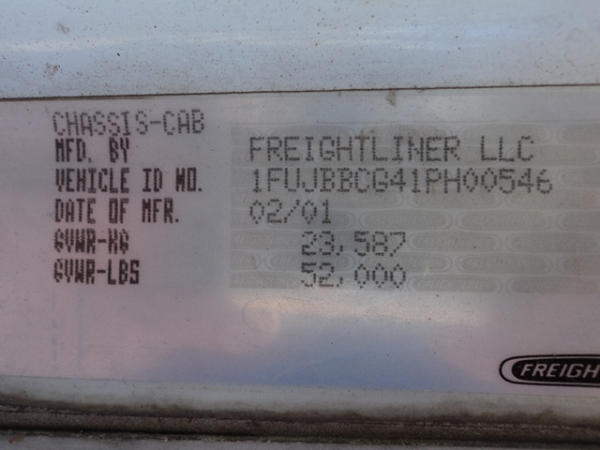 CHASSIS-CAB
MFD. BY FREIGHTLINER LLC
VEHICLE ID NO. 1FUJBBCG41PH00546
DATE OF MFR. 02/01
GVWR-KG 23,587
GVWR-LBS 52,000
FREIGH